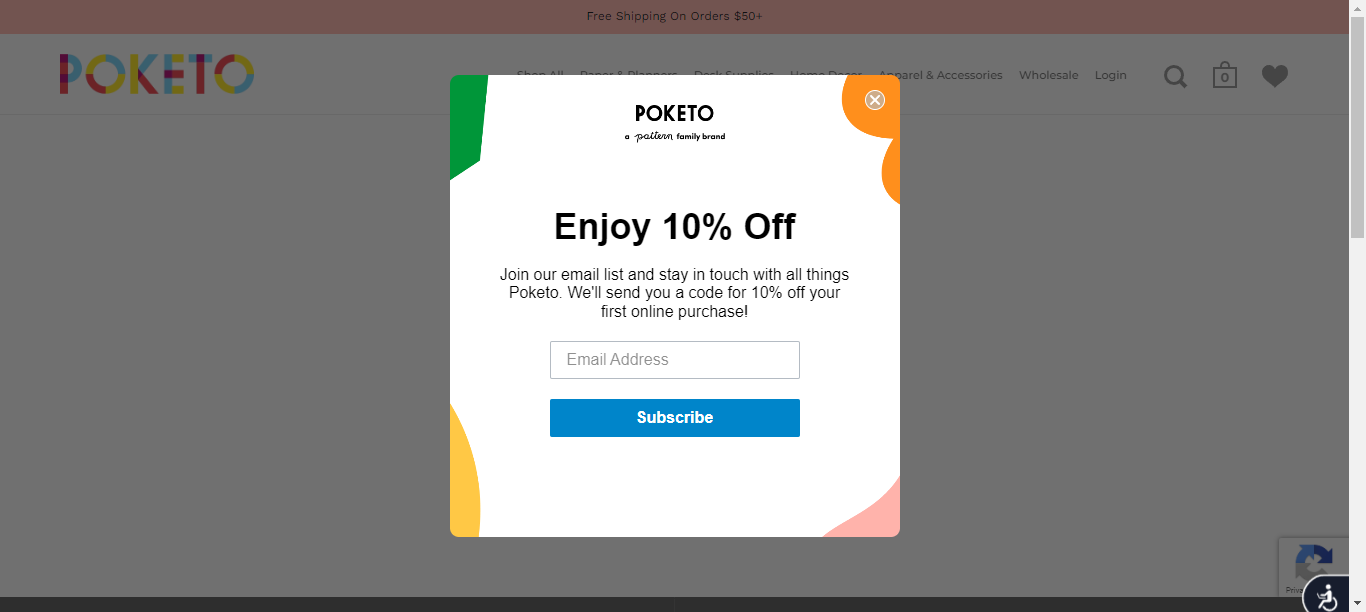 Free Shipping On Orders $50+
POKETO
Shop All Paper & Planners Desk Supplies Home Decor Apparel & Accessories Wholesale Login
0
POKETO
a pattern family brand
Enjoy 10% Off
Join our email list and stay in touch with all things
Poketo. We'll send you a code for 10% off your
first online purchase!
Email Address
Subscribe